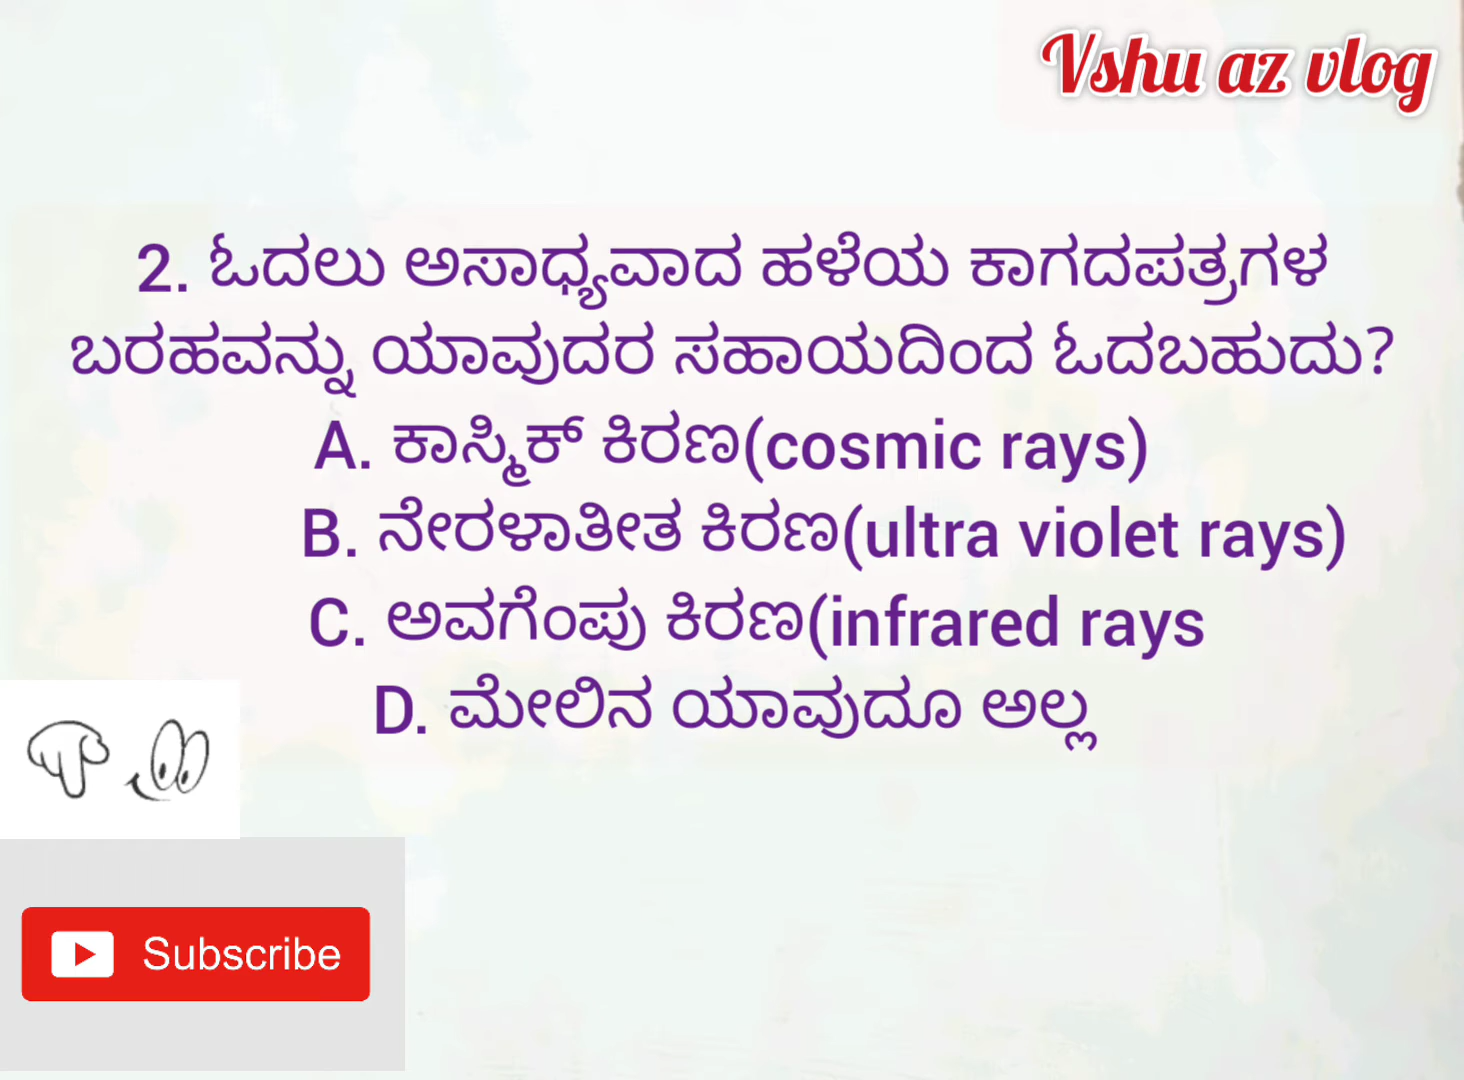 Vshu az vlog
2. ಓದಲು ಅಸಾಧ್ಯವಾದ ಹಳೆಯ ಕಾಗದಪತ್ರಗಳ
ಬರಹವನ್ನು ಯಾವುದರ ಸಹಾಯದಿಂದ ಓದಬಹುದು?
A. ಕಾಸ್ಮಿಕ್ ಕಿರಣ(cosmic rays)
B. ನೇರಳಾತೀತ ಕಿರಣ(ultra violet rays)
C. ಅವಗೆಂಪು ಕಿರಣ(infrared rays
D. ಮೇಲಿನ ಯಾವುದೂ ಅಲ್ಲ
Subscribe